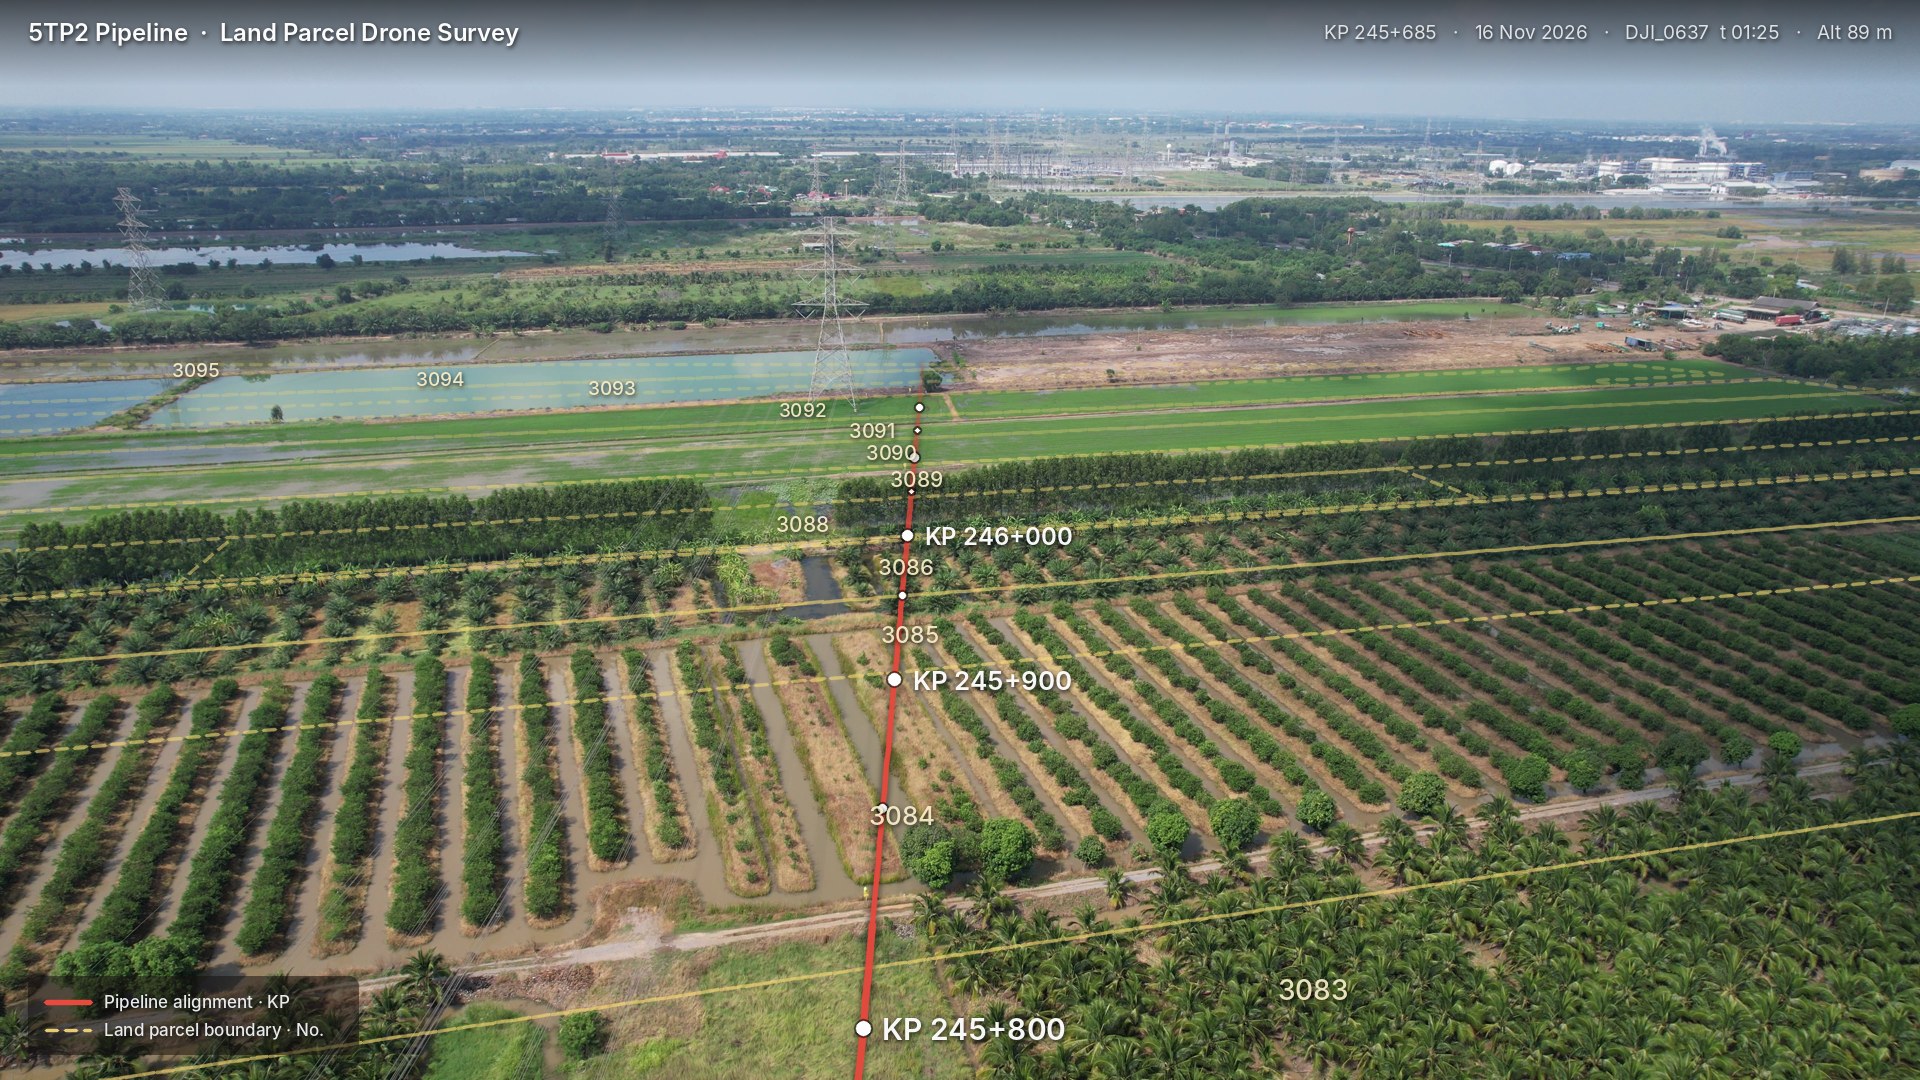 5TP2 Pipeline · Land Parcel Drone Survey
KP 245+685 · 16 Nov 2026 · DJI_0637 t 01:25 · Alt 89 m
3095
3094
3093
3092
3091
3090
3089
3088
KP 246+000
3086
3085
KP 245+900
3084
3083
KP 245+800
Pipeline alignment · KP
Land parcel boundary · No.